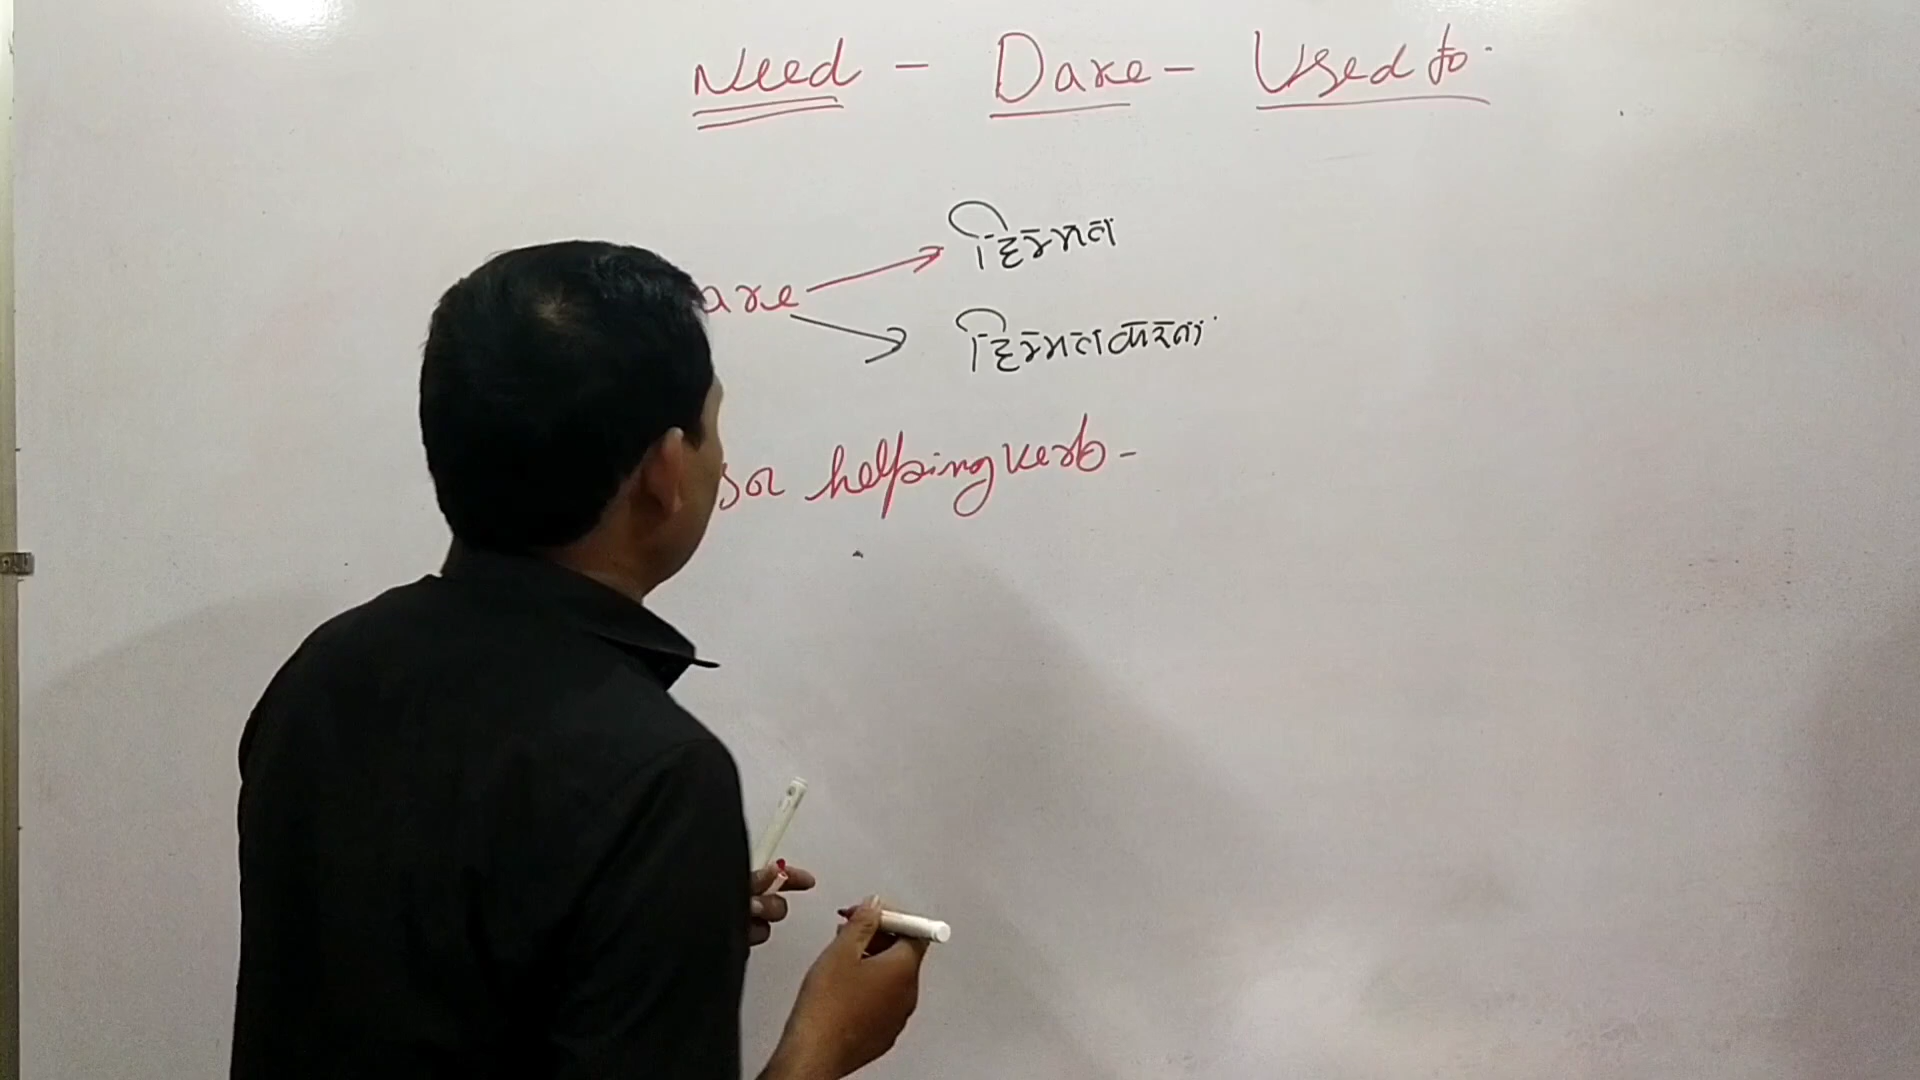 Need - Dare - Used to.
are हिम्मत
हिम्मत करना
helping verb -